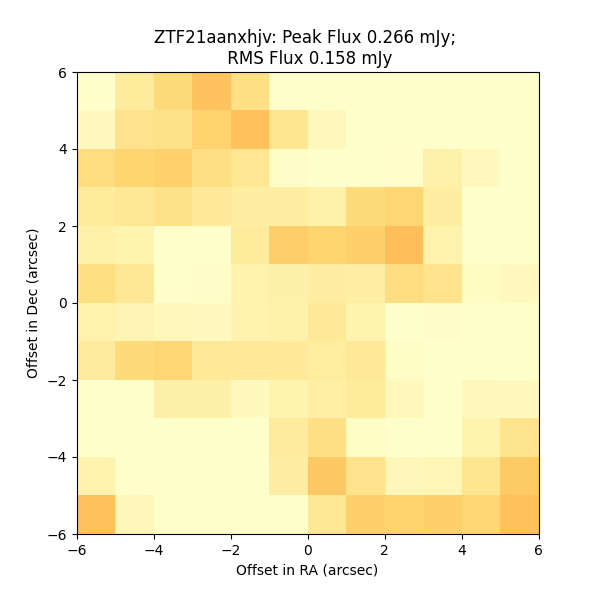 ZTF21aanxhjv: Peak Flux 0.266 mJy;
RMS Flux 0.158 mJy
6
4
2
0
−2
−4
−6
Offset in Dec (arcsec)
−6 −4 −2 0 2 4 6
Offset in RA (arcsec)